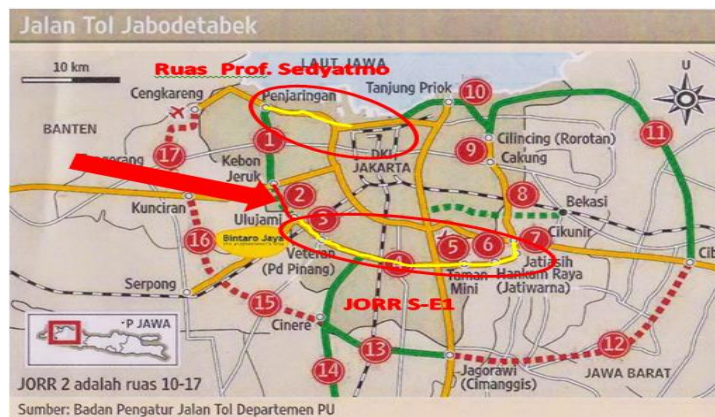 Jalan Tol Jabodetabek
10 km
LAUT JAWA
U
Ruas Prof. Sedyatmo
Cengkareng
Penjaringan
Tanjung Priok
10
BANTEN
1
Cilincing (Rorotan)
11
17
9
Cakung
DKI
JAKARTA
Kebon
Jeruk
2
8
Bekasi
Kunciran
Ulujami
3
Cikunir
16
Bintaro Jaya
Veteran
(Pd Pinang)
4
5
6
7
Jatiasih
Taman
Mini
Hankam Raya
(Jatiwarna)
Serpong
15
JORR S-E1
Cinere
P JAWA
14
13
12
Jagorawi
(Cimanggis)
JAWA BARAT
JORR 2 adalah ruas 10-17
Sumber: Badan Pengatur Jalan Tol Departemen PU